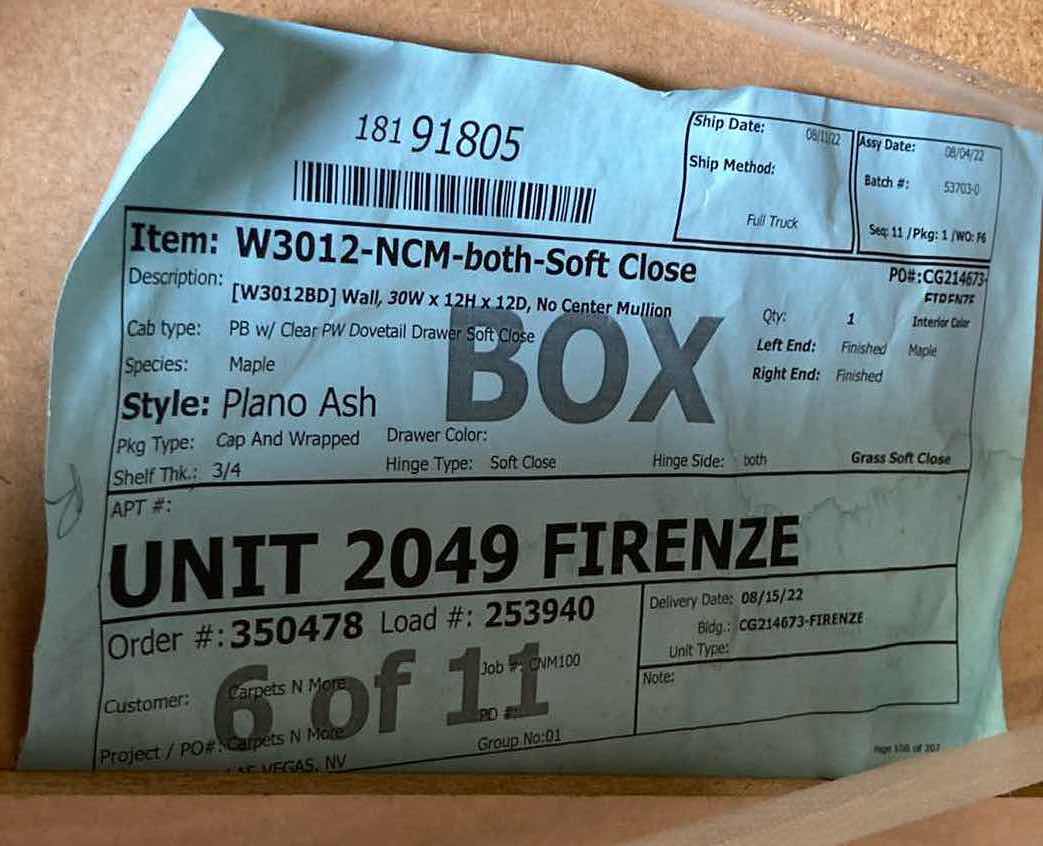 18191805
Ship Date: 08/11/22
Ship Method:
Full Truck
Assy Date: 08/04/22
Batch #: 53703-0
Seq: 11 /Pkg: 1 /WO: F6
Item: W3012-NCM-both-Soft Close
PO#:CG214673-
FIRENZE
Description: [W3012BD] Wall, 30W x 12H x 12D, No Center Mullion
Qty: 1 Interior Color
Cab type: PB w/ Clear PW Dovetail Drawer Soft Close
Left End: Finished Maple
Species: Maple
Right End: Finished
BOX
Style: Plano Ash
Pkg Type: Cap And Wrapped Drawer Color:
Shelf Thk.: 3/4 Hinge Type: Soft Close Hinge Side: both Grass Soft Close
APT #:
UNIT 2049 FIRENZE
Order #:350478 Load #: 253940
Delivery Date: 08/15/22
Bldg.: CG214673-FIRENZE
Unit Type:
Note:
6 of 11
Customer: Carpets N More Job #: CNM100
PO #:
Project / PO#: Carpets N More Group No:01
LAS VEGAS, NV